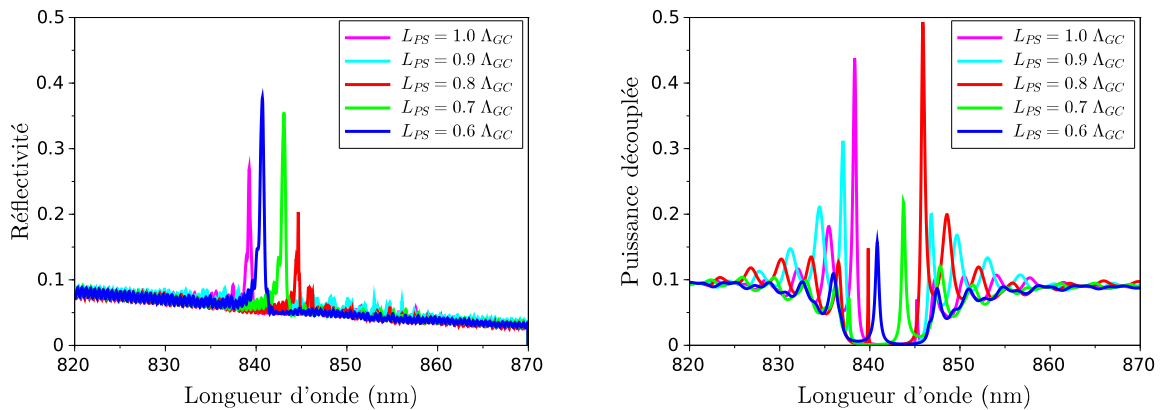 0.5
0.4
0.3
0.2
0.1
0
820 830 840 850 860 870
Réflectivité
Longueur d'onde (nm)
L_PS = 1.0 Λ_GC
L_PS = 0.9 Λ_GC
L_PS = 0.8 Λ_GC
L_PS = 0.7 Λ_GC
L_PS = 0.6 Λ_GC
0.5
0.4
0.3
0.2
0.1
0
820 830 840 850 860 870
Puissance découplée
Longueur d'onde (nm)
L_PS = 1.0 Λ_GC
L_PS = 0.9 Λ_GC
L_PS = 0.8 Λ_GC
L_PS = 0.7 Λ_GC
L_PS = 0.6 Λ_GC